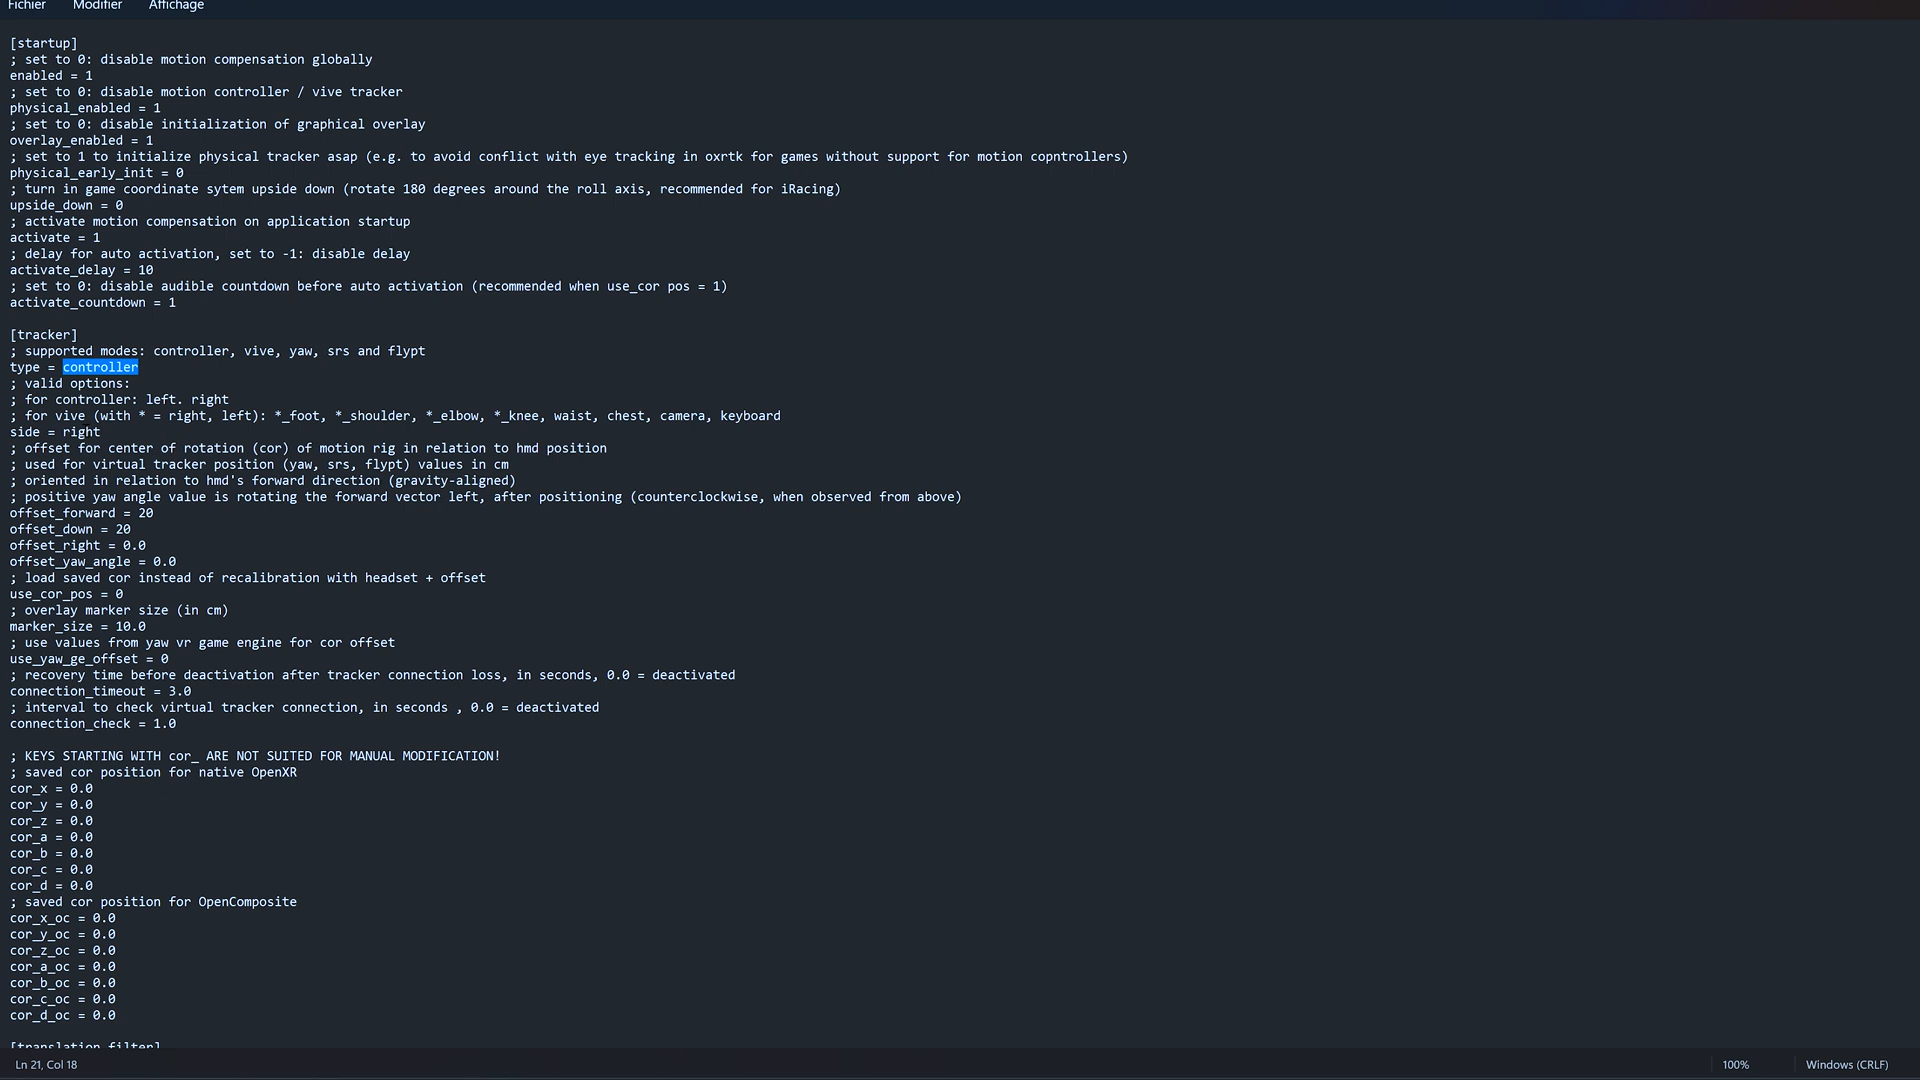 Fichier Modifier Affichage
[startup]
; set to 0: disable motion compensation globally
enabled = 1
; set to 0: disable motion controller / vive tracker
physical_enabled = 1
; set to 0: disable initialization of graphical overlay
overlay_enabled = 1
; set to 1 to initialize physical tracker asap (e.g. to avoid conflict with eye tracking in oxrtk for games without support for motion copntrollers)
physical_early_init = 0
; turn in game coordinate sytem upside down (rotate 180 degrees around the roll axis, recommended for iRacing)
upside_down = 0
; activate motion compensation on application startup
activate = 1
; delay for auto activation, set to -1: disable delay
activate_delay = 10
; set to 0: disable audible countdown before auto activation (recommended when use_cor pos = 1)
activate_countdown = 1
[tracker]
; supported modes: controller, vive, yaw, srs and flypt
type = controller
; valid options:
; for controller: left. right
; for vive (with * = right, left): *_foot, *_shoulder, *_elbow, *_knee, waist, chest, camera, keyboard
side = right
; offset for center of rotation (cor) of motion rig in relation to hmd position
; used for virtual tracker position (yaw, srs, flypt) values in cm
; oriented in relation to hmd's forward direction (gravity-aligned)
; positive yaw angle value is rotating the forward vector left, after positioning (counterclockwise, when observed from above)
offset_forward = 20
offset_down = 20
offset_right = 0.0
offset_yaw_angle = 0.0
; load saved cor instead of recalibration with headset + offset
use_cor_pos = 0
; overlay marker size (in cm)
marker_size = 10.0
; use values from yaw vr game engine for cor offset
use_yaw_ge_offset = 0
; recovery time before deactivation after tracker connection loss, in seconds, 0.0 = deactivated
connection_timeout = 3.0
; interval to check virtual tracker connection, in seconds , 0.0 = deactivated
connection_check = 1.0
; KEYS STARTING WITH cor_ ARE NOT SUITED FOR MANUAL MODIFICATION!
; saved cor position for native OpenXR
cor_x = 0.0
cor_y = 0.0
cor_z = 0.0
cor_a = 0.0
cor_b = 0.0
cor_c = 0.0
cor_d = 0.0
; saved cor position for OpenComposite
cor_x_oc = 0.0
cor_y_oc = 0.0
cor_z_oc = 0.0
cor_a_oc = 0.0
cor_b_oc = 0.0
cor_c_oc = 0.0
cor_d_oc = 0.0
[translation_filter]
Ln 21, Col 18 100% Windows (CRLF)